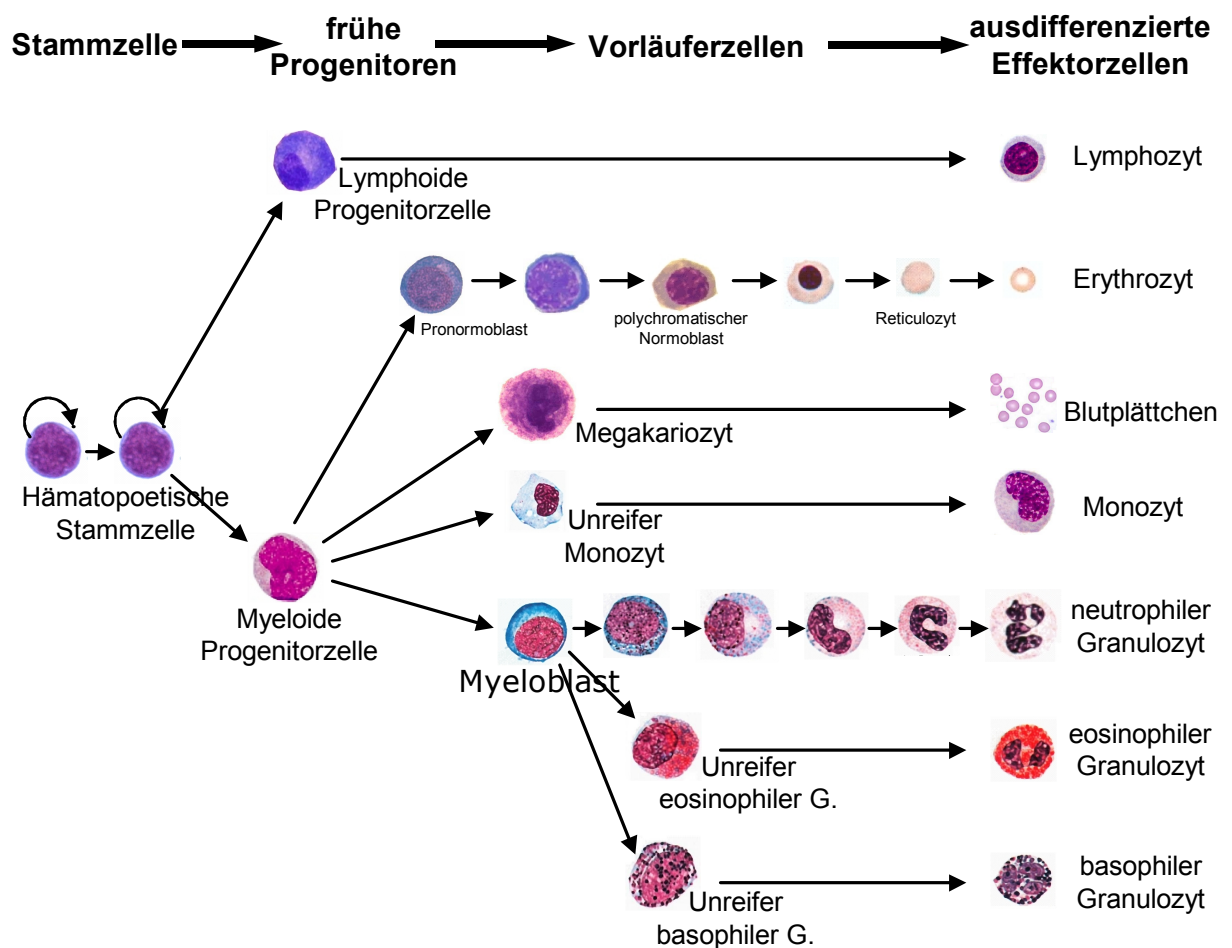 Stammzelle
frühe
Progenitoren
Vorläuferzellen
ausdifferenzierte
Effektorzellen
Lymphoide
Progenitorzelle
Lymphozyt
Pronormoblast
polychromatischer
Normoblast
Reticulozyt
Erythrozyt
Megakariozyt
Blutplättchen
Hämatopoetische
Stammzelle
Unreifer
Monozyt
Monozyt
Myeloide
Progenitorzelle
Myeloblast
neutrophiler
Granulozyt
Unreifer
eosinophiler G.
eosinophiler
Granulozyt
Unreifer
basophiler G.
basophiler
Granulozyt